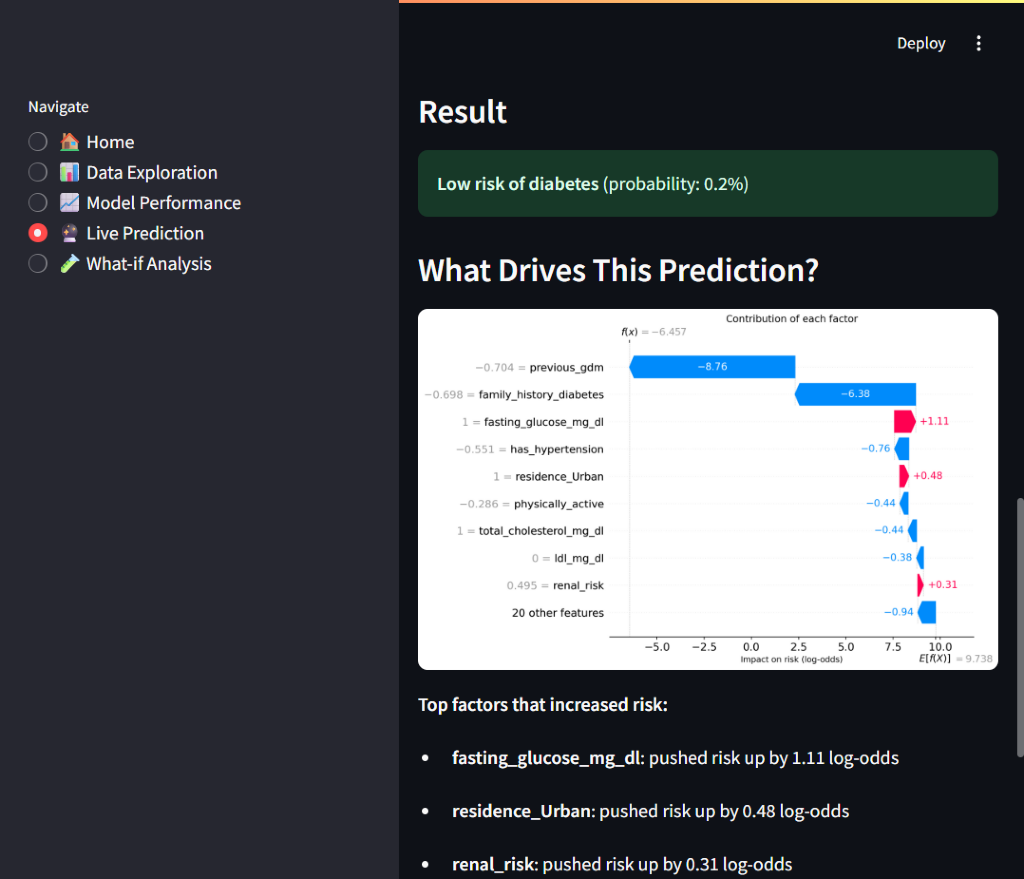 Deploy
Navigate
Home
Data Exploration
Model Performance
Live Prediction
What-if Analysis
Result
Low risk of diabetes (probability: 0.2%)
What Drives This Prediction?
Contribution of each factor
f(x) = −6.457
−0.704 = previous_gdm −8.76
−0.698 = family_history_diabetes −6.38
1 = fasting_glucose_mg_dl +1.11
−0.551 = has_hypertension −0.76
1 = residence_Urban +0.48
−0.286 = physically_active −0.44
1 = total_cholesterol_mg_dl −0.44
0 = ldl_mg_dl −0.38
0.495 = renal_risk +0.31
20 other features −0.94
−5.0 −2.5 0.0 2.5 5.0 7.5 10.0
Impact on risk (log-odds) E[f(X)] = 9.738
Top factors that increased risk:
• fasting_glucose_mg_dl: pushed risk up by 1.11 log-odds
• residence_Urban: pushed risk up by 0.48 log-odds
• renal_risk: pushed risk up by 0.31 log-odds